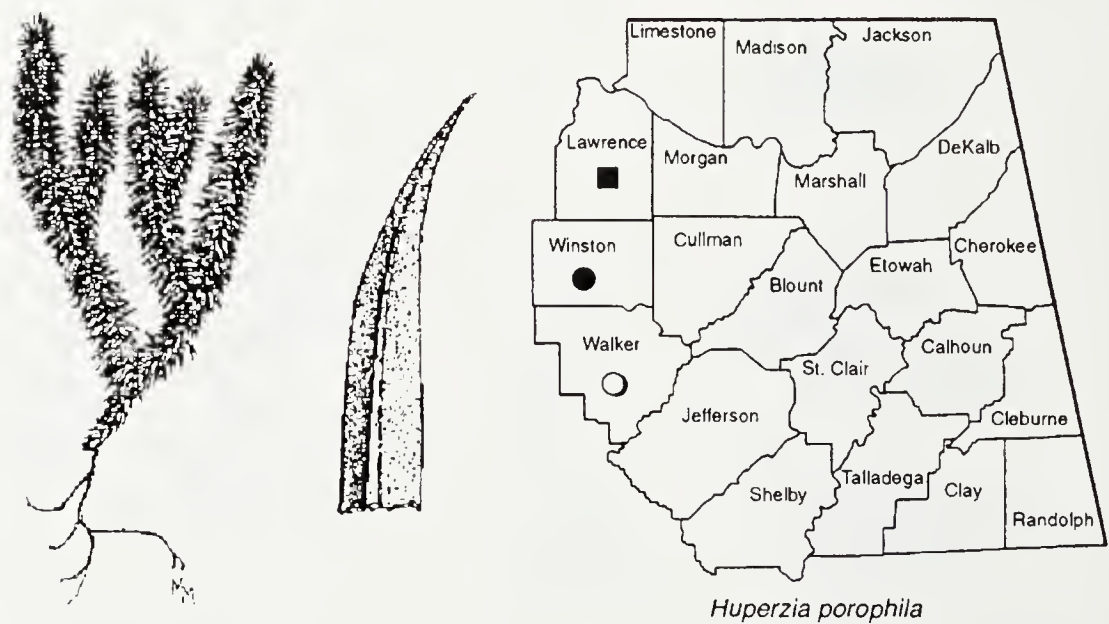 Limestone
Madison
Jackson
Lawrence
Morgan
Marshall
DeKalb
Winston
Cullman
Blount
Etowah
Cherokee
Walker
St. Clair
Calhoun
Jefferson
Cleburne
Shelby
Talladega
Clay
Randolph
MM
Huperzia porophila